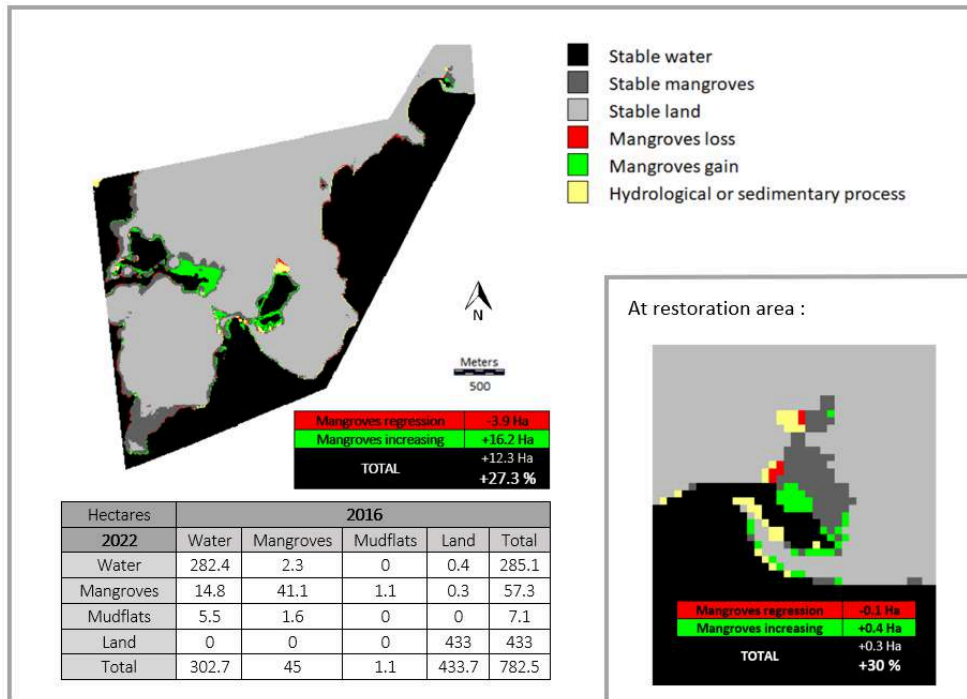 Stable water
Stable mangroves
Stable land
Mangroves loss
Mangroves gain
Hydrological or sedimentary process
N
Meters
500
Mangroves regression -3.9 Ha
Mangroves increasing +16.2 Ha
TOTAL +12.3 Ha
+27.3 %
Hectares 2016
2022 Water Mangroves Mudflats Land Total
Water 282.4 2.3 0 0.4 285.1
Mangroves 14.8 41.1 1.1 0.3 57.3
Mudflats 5.5 1.6 0 0 7.1
Land 0 0 0 433 433
Total 302.7 45 1.1 433.7 782.5
At restoration area :
Mangroves regression -0.1 Ha
Mangroves increasing +0.4 Ha
TOTAL +0.3 Ha
+30 %